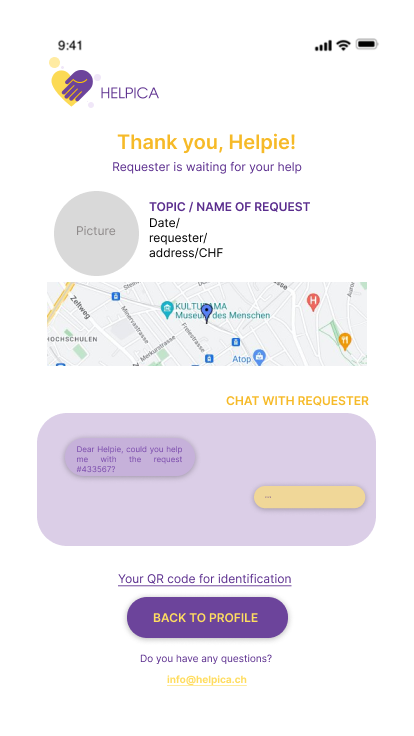 9:41
HELPICA
Thank you, Helpie!
Requester is waiting for your help
Picture
TOPIC / NAME OF REQUEST
Date/
requester/
address/CHF
Zeltweg
KULTURAMA
Museum des Menschen
Minervastrasse
Freiestrasse
HOCHSCHULEN
Merkurstrasse
Atop
H
CHAT WITH REQUESTER
Dear Helpie, could you help
me with the request
#433567?
...
Your QR code for identification
BACK TO PROFILE
Do you have any questions?
info@helpica.ch